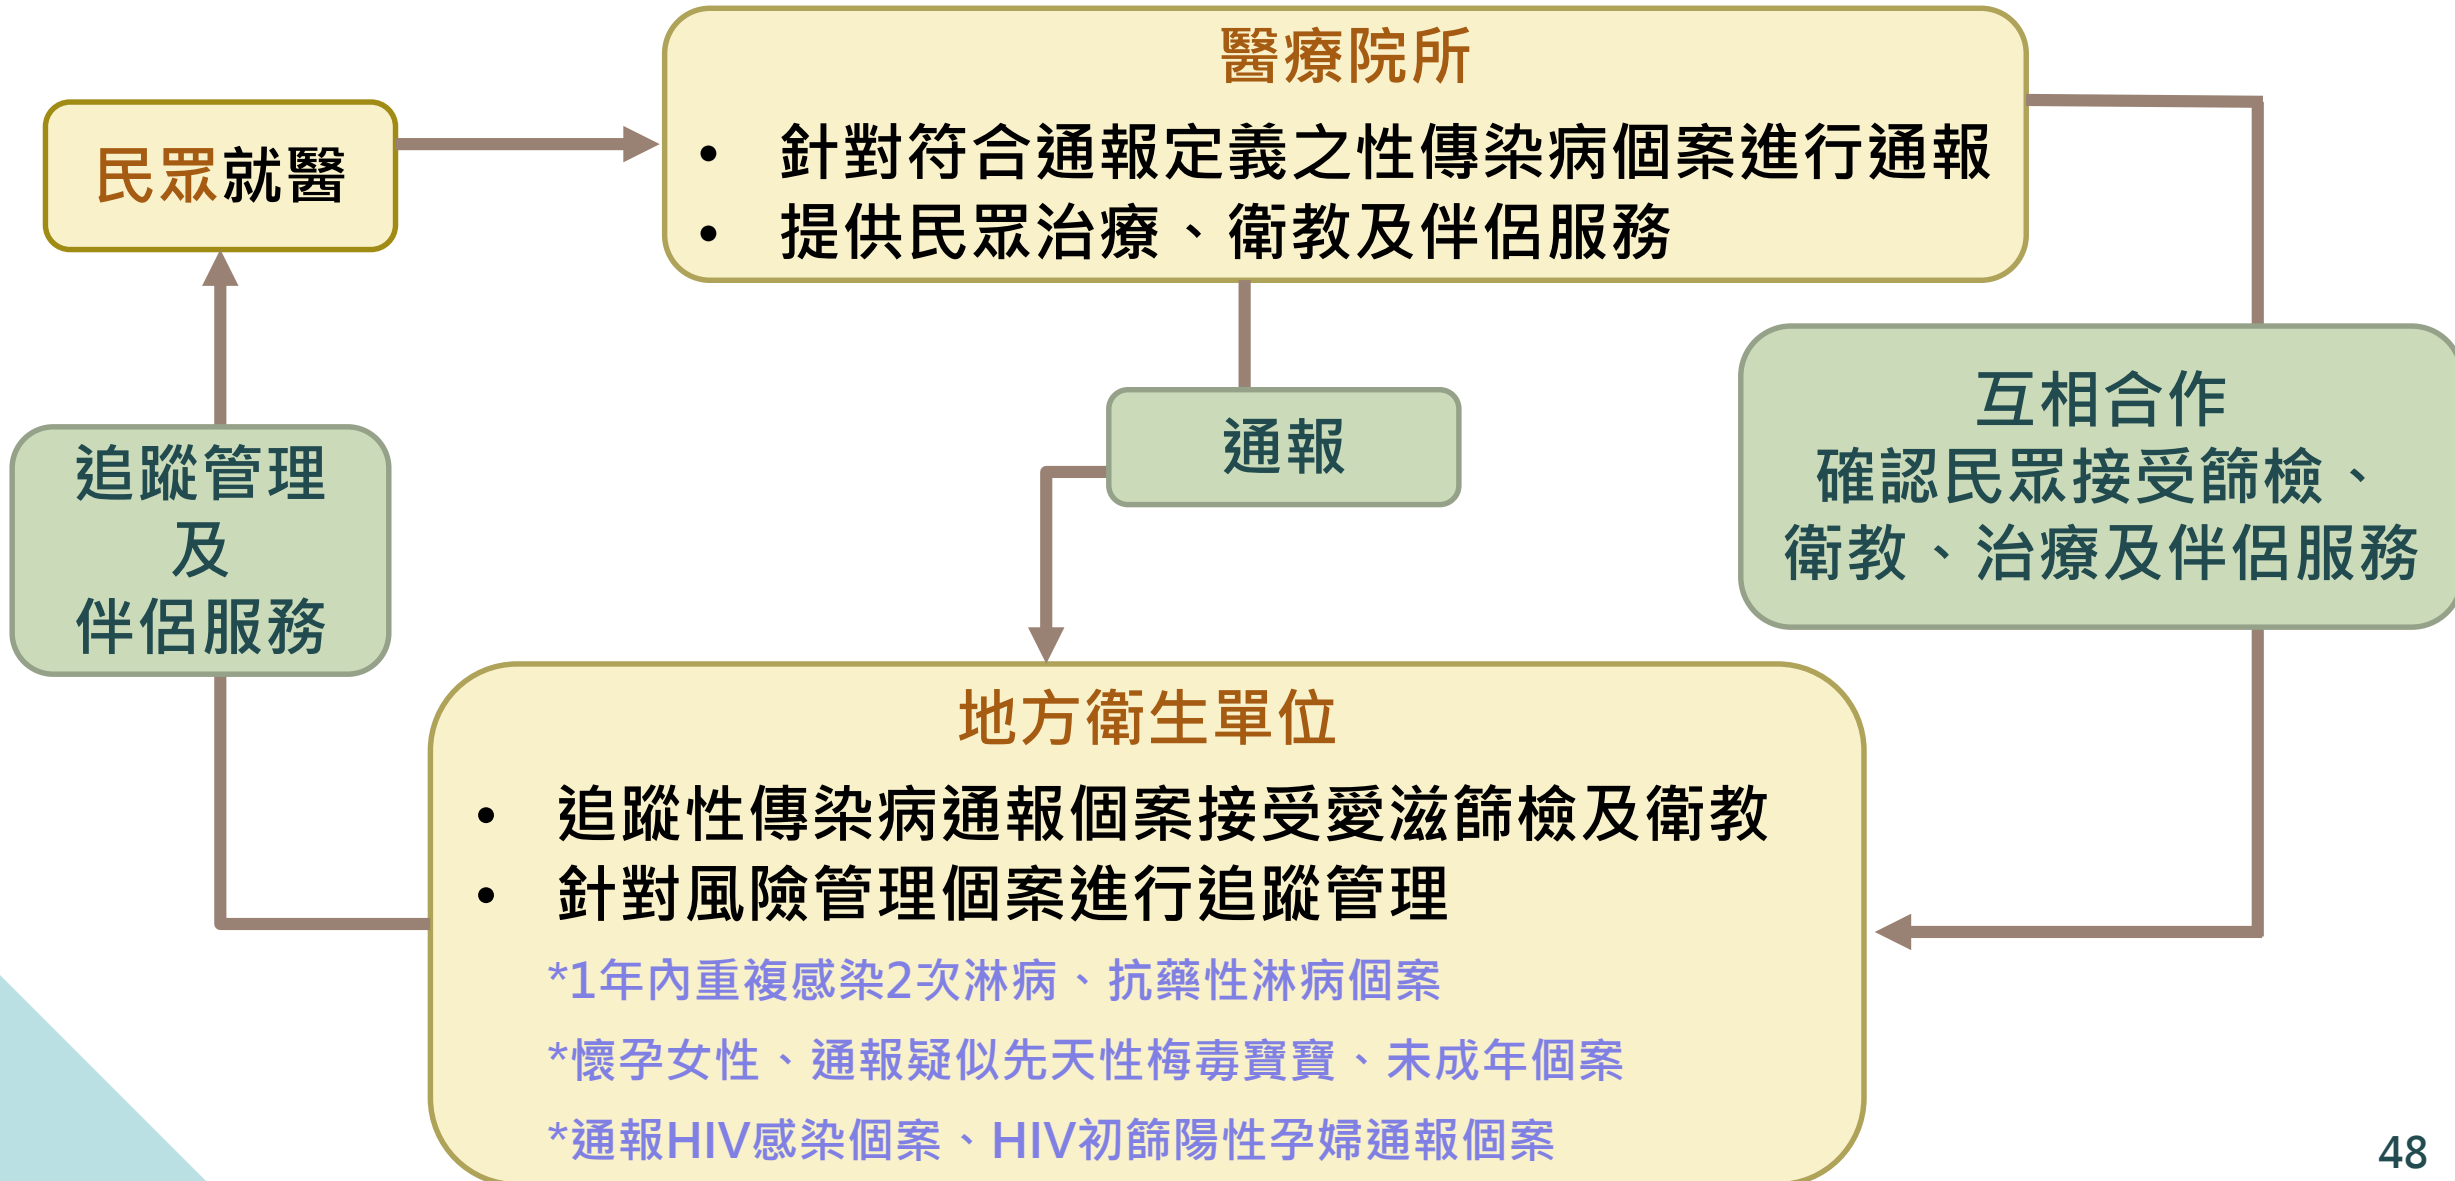 醫療院所
• 針對符合通報定義之性傳染病個案進行通報
• 提供民眾治療、衛教及伴侶服務
民眾就醫
通報
互相合作
確認民眾接受篩檢、
衛教、治療及伴侶服務
追蹤管理
及
伴侶服務
地方衛生單位
• 追蹤性傳染病通報個案接受愛滋篩檢及衛教
• 針對風險管理個案進行追蹤管理
*1年內重複感染2次淋病、抗藥性淋病個案
*懷孕女性、通報疑似先天性梅毒寶寶、未成年個案
*通報HIV感染個案、HIV初篩陽性孕婦通報個案
48